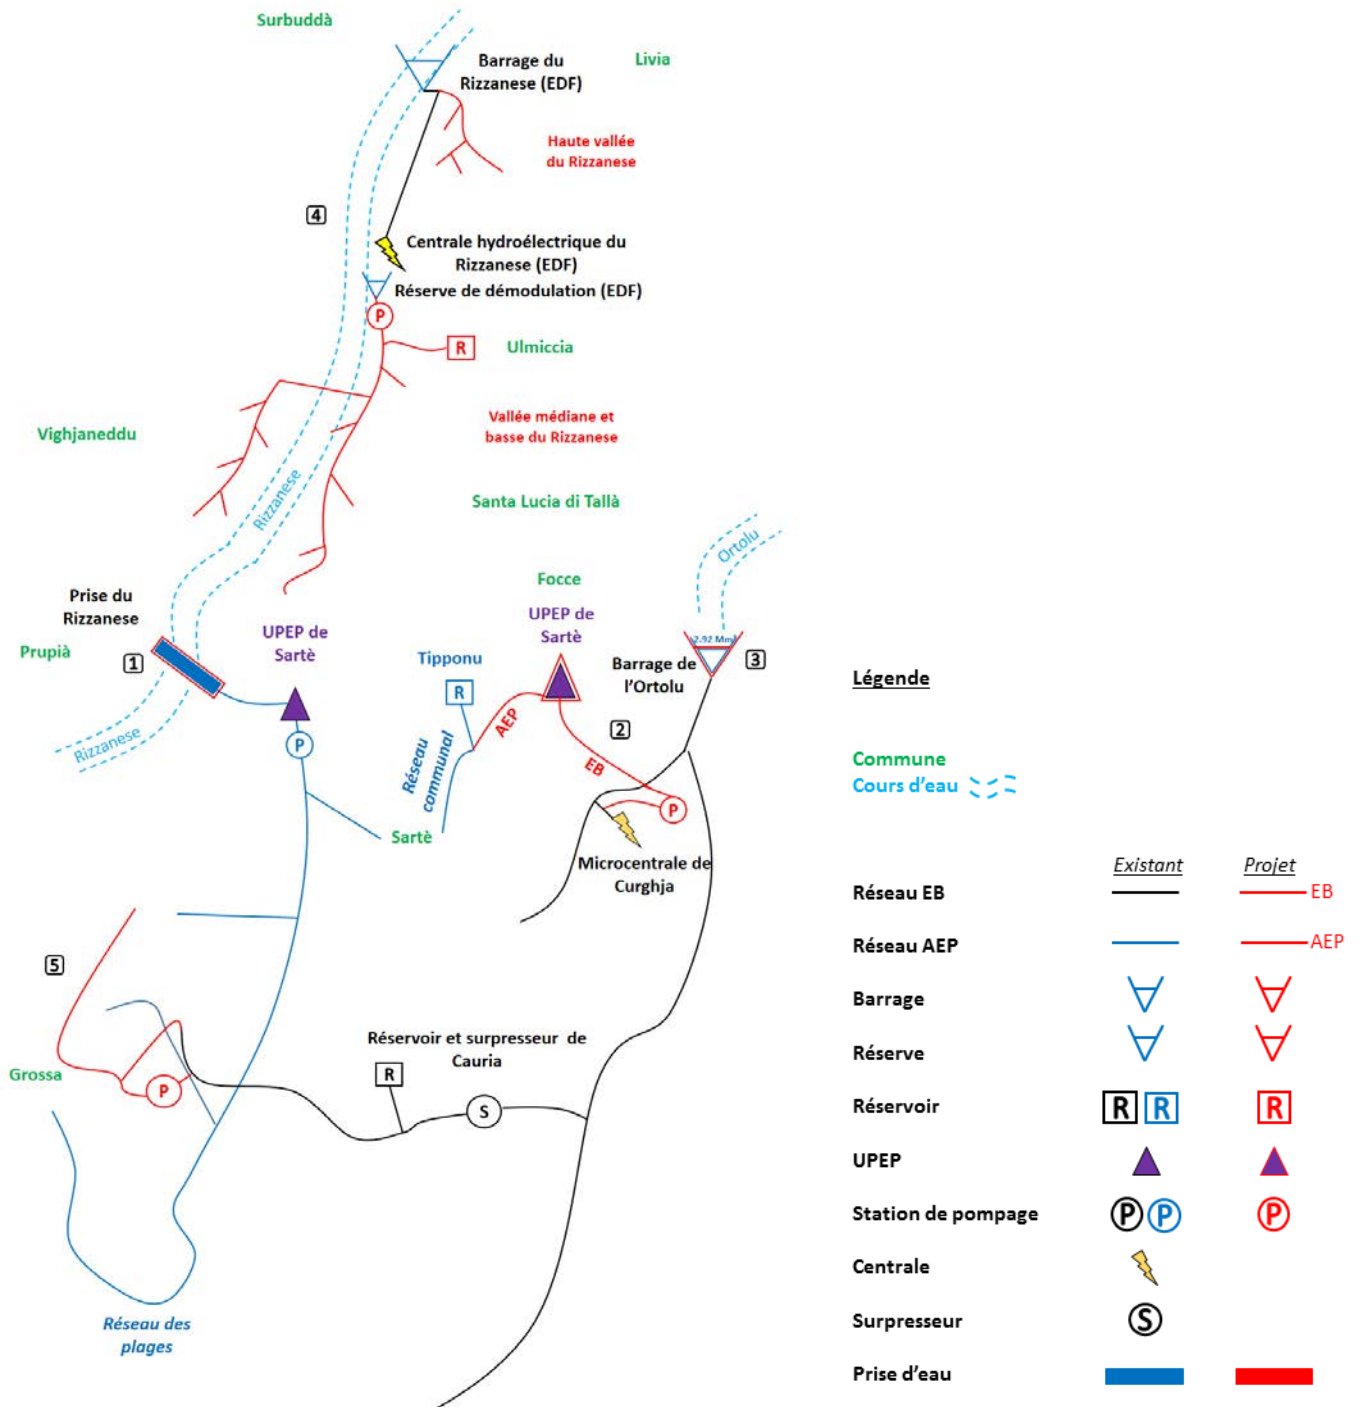 Surbuddà
Livia
Barrage du
Rizzanese (EDF)
Haute vallée
du Rizzanese
4
Centrale hydroélectrique du
Rizzanese (EDF)
Réserve de démodulation (EDF)
P
R
Ulmiccia
Vallée médiane et
basse du Rizzanese
Vighjaneddu
Rizzanese
Santa Lucia di Tallà
Ortolu
Focce
Prise du
Rizzanese
UPEP de
Sartè
UPEP de
Sartè
2.92 Mm
Prupià
1
Tipponu
Barrage de
l'Ortolu
3
R
AEP
2
Rizzanese
P
Réseau
communal
EB
P
Sartè
Microcentrale de
Curghja
5
Réservoir et surpresseur de
Cauria
Grossa
R
P
S
Réseau des
plages
Légende
Commune
Cours d'eau
Existant
Projet
Réseau EB
EB
Réseau AEP
AEP
Barrage
Réserve
Réservoir
R R
R
UPEP
Station de pompage
P P
P
Centrale
Surpresseur
S
Prise d'eau